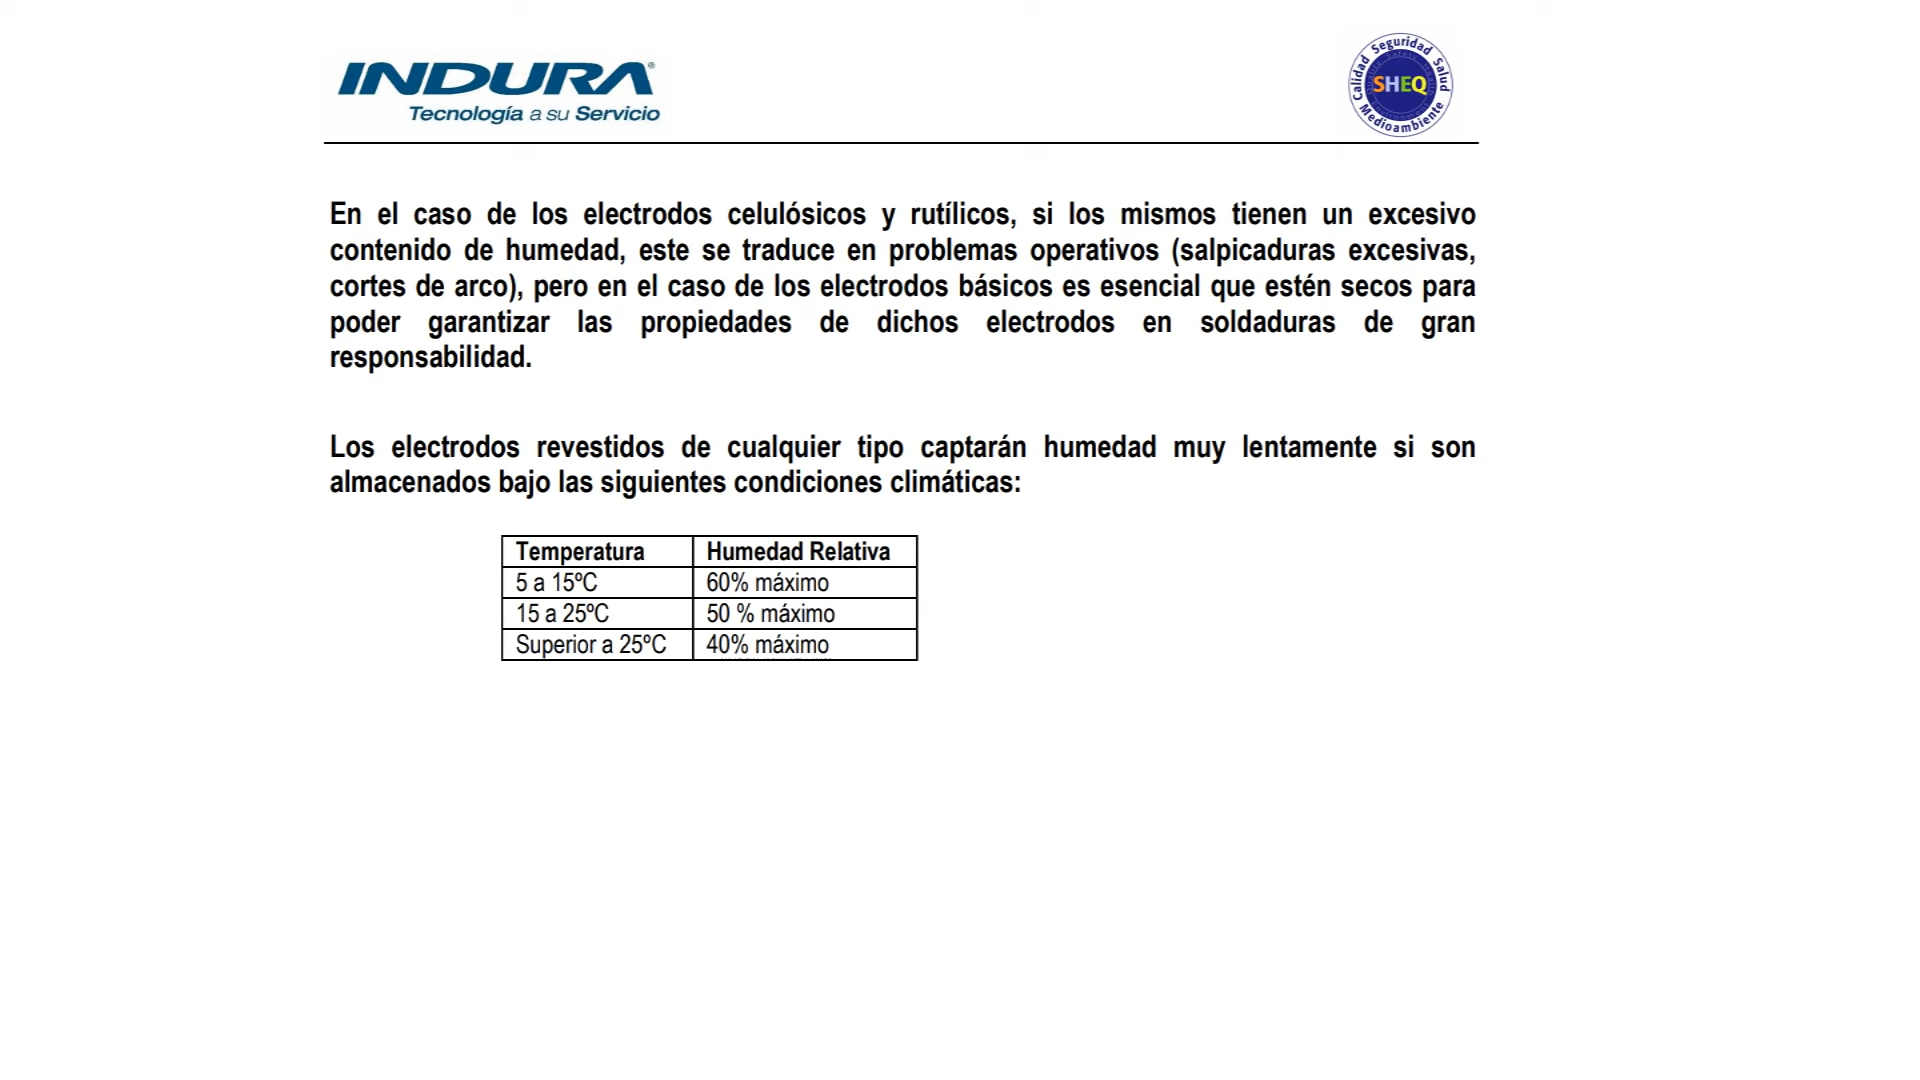 INDURA®
Tecnología a su Servicio
Calidad Seguridad Salud Medioambiente
SHEQ
En el caso de los electrodos celulósicos y rutílicos, si los mismos tienen un excesivo
contenido de humedad, este se traduce en problemas operativos (salpicaduras excesivas,
cortes de arco), pero en el caso de los electrodos básicos es esencial que estén secos para
poder garantizar las propiedades de dichos electrodos en soldaduras de gran
responsabilidad.
Los electrodos revestidos de cualquier tipo captarán humedad muy lentamente si son
almacenados bajo las siguientes condiciones climáticas:
Temperatura Humedad Relativa
5 a 15ºC 60% máximo
15 a 25ºC 50 % máximo
Superior a 25ºC 40% máximo